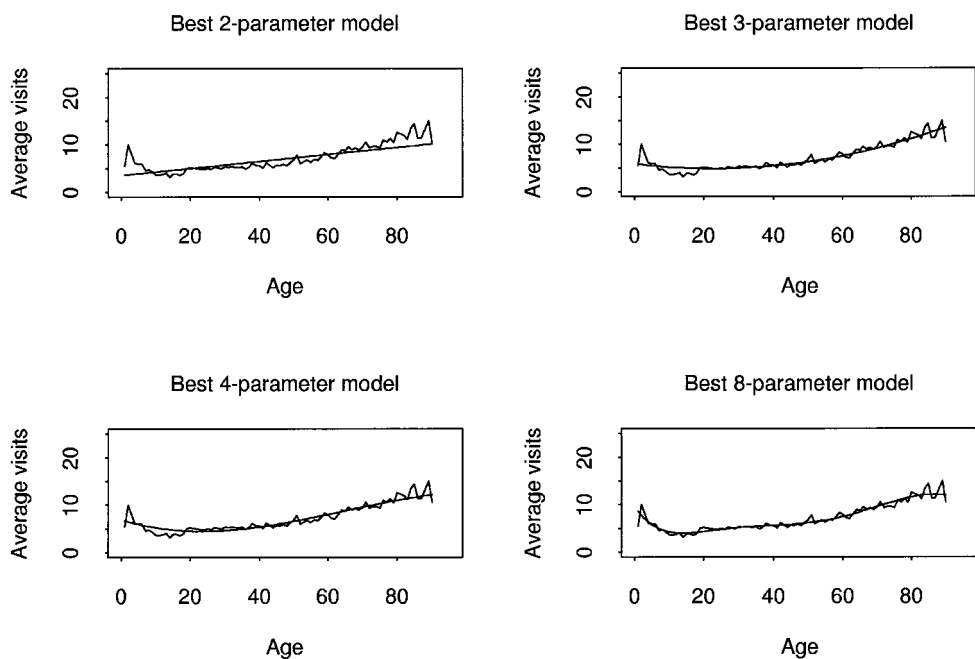 Best 2-parameter model
Average visits
20
10
0
0 20 40 60 80
Age
Best 3-parameter model
Average visits
20
10
0
0 20 40 60 80
Age
Best 4-parameter model
Average visits
20
10
0
0 20 40 60 80
Age
Best 8-parameter model
Average visits
20
10
0
0 20 40 60 80
Age